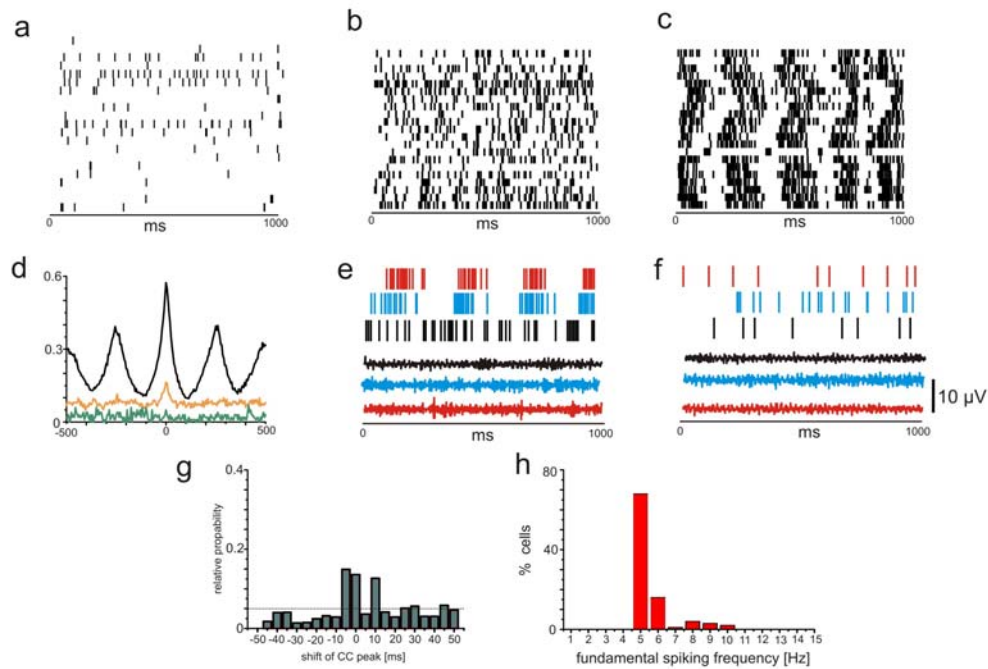 a
b
c
0
ms
1000
0
ms
1000
0
ms
1000
d
0.6
0.3
0
-500
0
500
e
0
ms
1000
f
0
ms
1000
10 µV
g
0.4
0.2
0
relative propability
-50 -40 -30 -20 -10 0 10 20 30 40 50
shift of CC peak [ms]
h
80
40
0
% cells
1 2 3 4 5 6 7 8 9 10 11 12 13 14 15
fundamental spiking frequency [Hz]